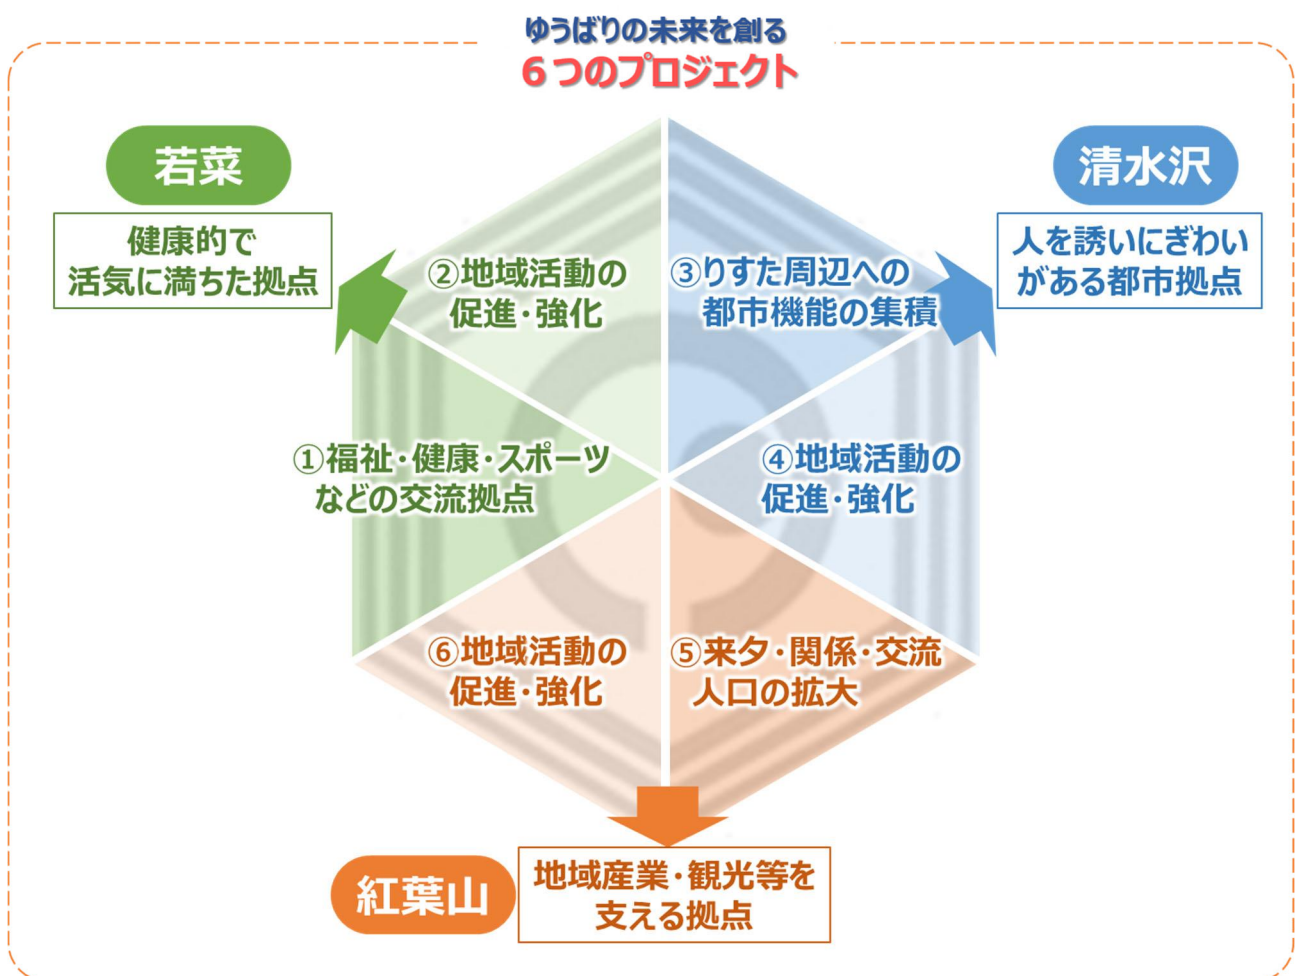 ゆうばりの未来を創る
6つのプロジェクト
若菜
健康的で
活気に満ちた拠点
清水沢
人を誘いにぎわい
がある都市拠点
①福祉・健康・スポーツ
などの交流拠点
②地域活動の
促進・強化
③りすた周辺への
都市機能の集積
④地域活動の
促進・強化
⑤来夕・関係・交流
人口の拡大
⑥地域活動の
促進・強化
紅葉山
地域産業・観光等を
支える拠点